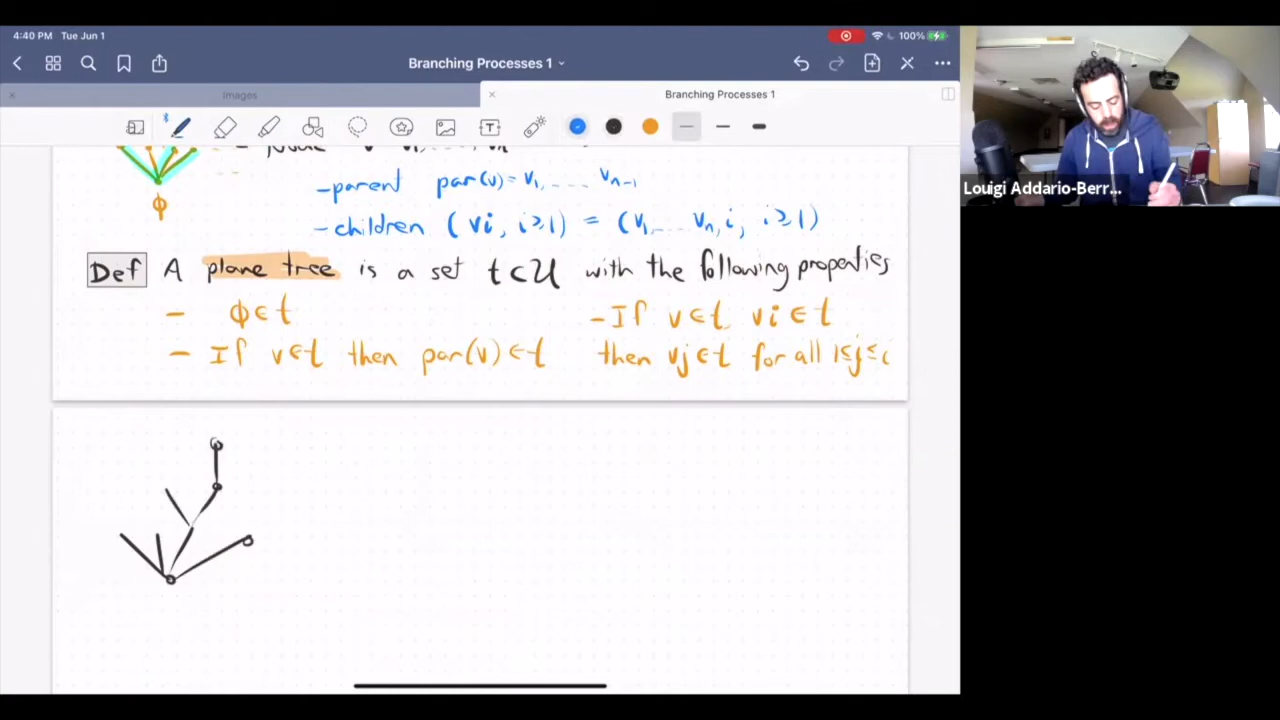 4:40 PM Tue Jun 1
100%
Branching Processes 1
Images
Branching Processes 1
-parent par(v) = v1, ..... vn-1
-children (vi, i≥1) = (v1, ... vn, i, i≥1)
Def A plane tree is a set t ⊂ U with the following properties
- ϕ ∈ t
- If v ∈ t then par(v) ∈ t
- If v ∈ t, vi ∈ t
then vj ∈ t for all 1≤j≤i
ϕ
Louigi Addario-Berr...